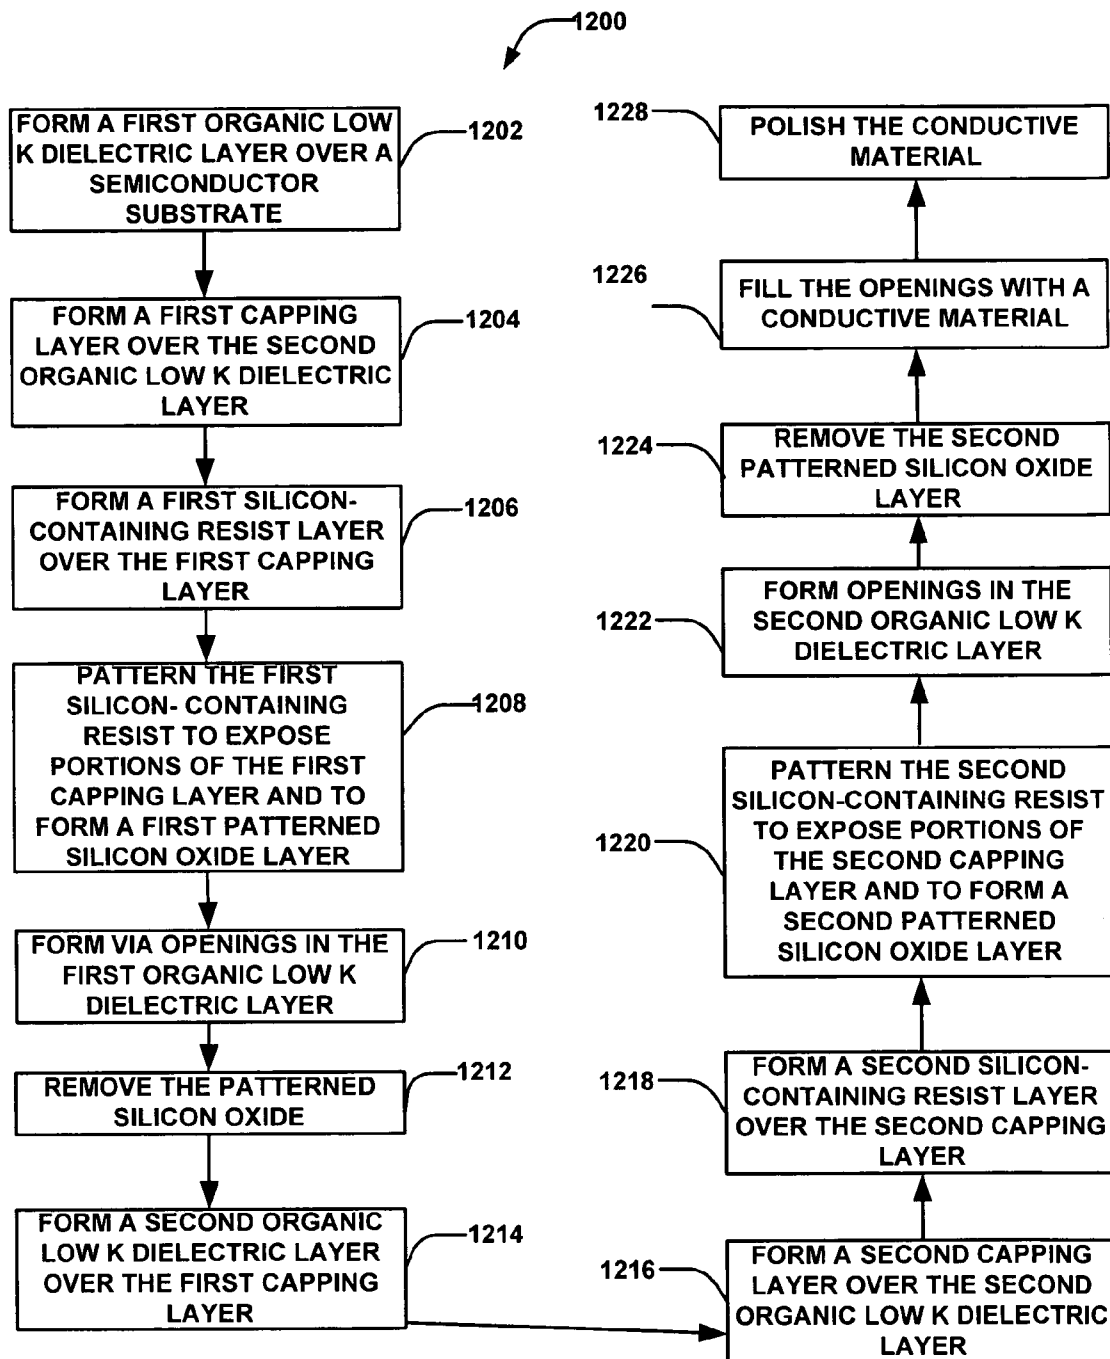 1200
FORM A FIRST ORGANIC LOW
K DIELECTRIC LAYER OVER A
SEMICONDUCTOR
SUBSTRATE
1202
FORM A FIRST CAPPING
LAYER OVER THE SECOND
ORGANIC LOW K DIELECTRIC
LAYER
1204
FORM A FIRST SILICON-
CONTAINING RESIST LAYER
OVER THE FIRST CAPPING
LAYER
1206
PATTERN THE FIRST
SILICON- CONTAINING
RESIST TO EXPOSE
PORTIONS OF THE FIRST
CAPPING LAYER AND TO
FORM A FIRST PATTERNED
SILICON OXIDE LAYER
1208
FORM VIA OPENINGS IN THE
FIRST ORGANIC LOW K
DIELECTRIC LAYER
1210
REMOVE THE PATTERNED
SILICON OXIDE
1212
FORM A SECOND ORGANIC
LOW K DIELECTRIC LAYER
OVER THE FIRST CAPPING
LAYER
1214
1216
FORM A SECOND CAPPING
LAYER OVER THE SECOND
ORGANIC LOW K DIELECTRIC
LAYER
1218
FORM A SECOND SILICON-
CONTAINING RESIST LAYER
OVER THE SECOND CAPPING
LAYER
1220
PATTERN THE SECOND
SILICON-CONTAINING RESIST
TO EXPOSE PORTIONS OF
THE SECOND CAPPING
LAYER AND TO FORM A
SECOND PATTERNED
SILICON OXIDE LAYER
1222
FORM OPENINGS IN THE
SECOND ORGANIC LOW K
DIELECTRIC LAYER
1224
REMOVE THE SECOND
PATTERNED SILICON OXIDE
LAYER
1226
FILL THE OPENINGS WITH A
CONDUCTIVE MATERIAL
1228
POLISH THE CONDUCTIVE
MATERIAL